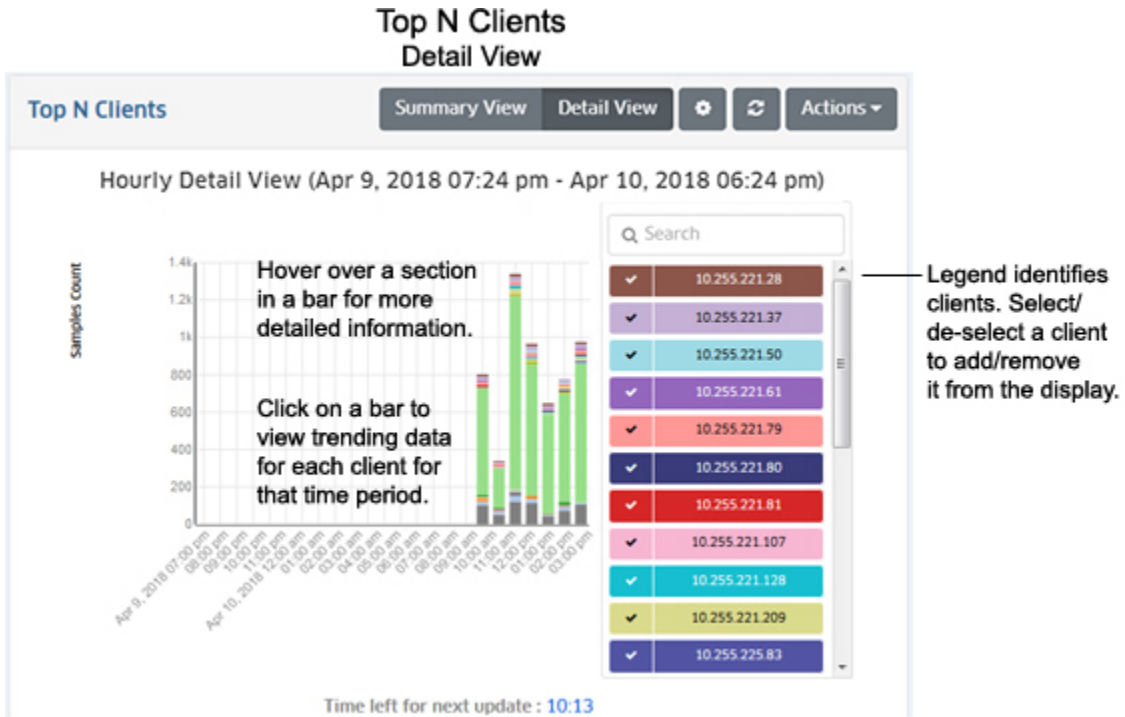 Top N Clients
Detail View
Top N Clients
Summary View
Detail View
Actions
Hourly Detail View (Apr 9, 2018 07:24 pm - Apr 10, 2018 06:24 pm)
Search
Samples Count
1.4k
1.2k
1k
800
600
400
200
0
Hover over a section
in a bar for more
detailed information.
Click on a bar to
view trending data
for each client for
that time period.
Apr 9, 2018 07:00 pm
08:00 pm
09:00 pm
10:00 pm
11:00 pm
Apr 10, 2018 12:00 am
01:00 am
02:00 am
03:00 am
04:00 am
05:00 am
06:00 am
07:00 am
08:00 am
09:00 am
10:00 am
11:00 am
12:00 pm
01:00 pm
02:00 pm
03:00 pm
10.255.221.28
10.255.221.37
10.255.221.50
10.255.221.61
10.255.221.79
10.255.221.80
10.255.221.81
10.255.221.107
10.255.221.128
10.255.221.209
10.255.225.83
Legend identifies
clients. Select/
de-select a client
to add/remove
it from the display.
Time left for next update : 10:13